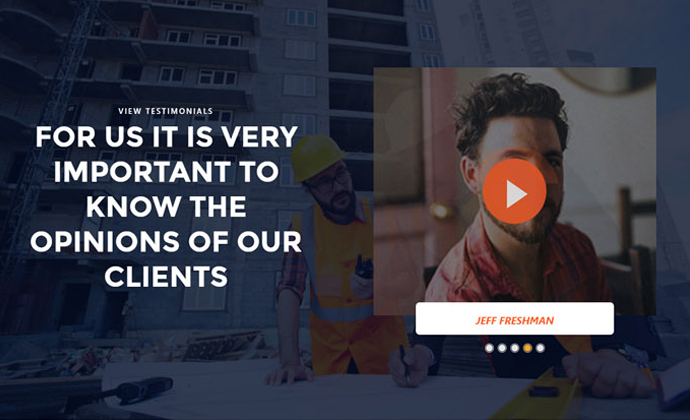 VIEW TESTIMONIALS
FOR US IT IS VERY
IMPORTANT TO
KNOW THE
OPINIONS OF OUR
CLIENTS
JEFF FRESHMAN